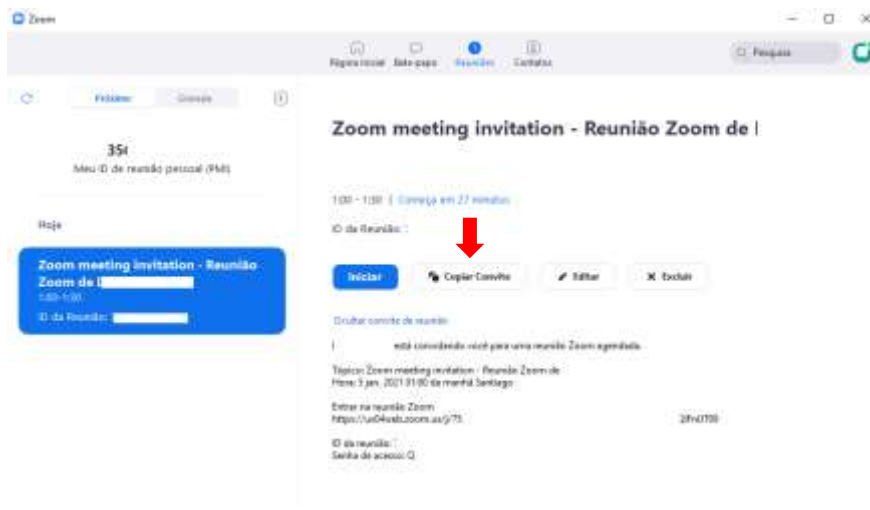 Zoom
Página inicial Bate-papo Reuniões Contatos
Pesquisa
Próximo Gravado
35
Meu ID de reunião pessoal (PMI)
Hoje
Zoom meeting invitation - Reunião
Zoom de
1:00-1:30
ID da Reunião:
Zoom meeting invitation - Reunião Zoom de
1:00 - 1:30 | Começa em 27 minutos
ID da Reunião:
Iniciar Copiar Convite Editar Excluir
Ocultar convite de reunião
está convidando você para uma reunião Zoom agendada.
Tópico: Zoom meeting invitation - Reunião Zoom de
Hora: 5 jan. 2021 01:00 da manhã Santiago
Entrar na reunião Zoom
https://us04web.zoom.us/j/75
ID da reunião:
Senha de acesso: